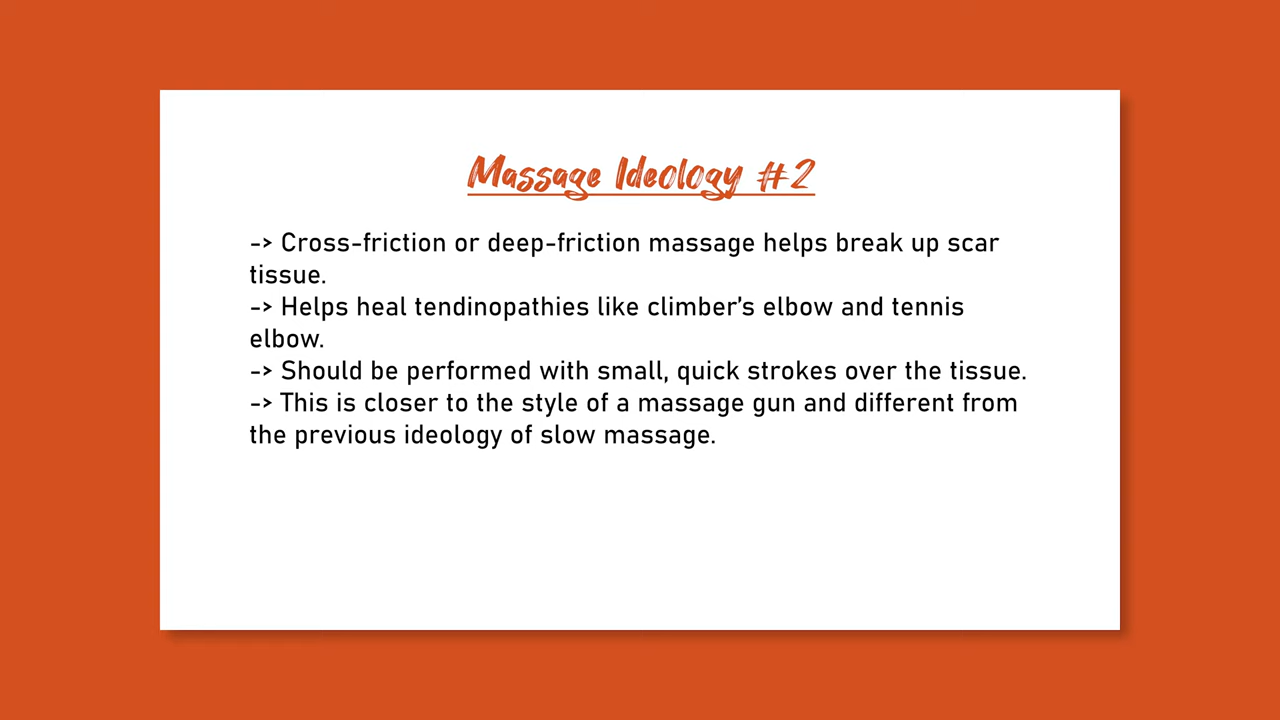 Massage Ideology #2
-> Cross-friction or deep-friction massage helps break up scar
tissue.
-> Helps heal tendinopathies like climber's elbow and tennis
elbow.
-> Should be performed with small, quick strokes over the tissue.
-> This is closer to the style of a massage gun and different from
the previous ideology of slow massage.